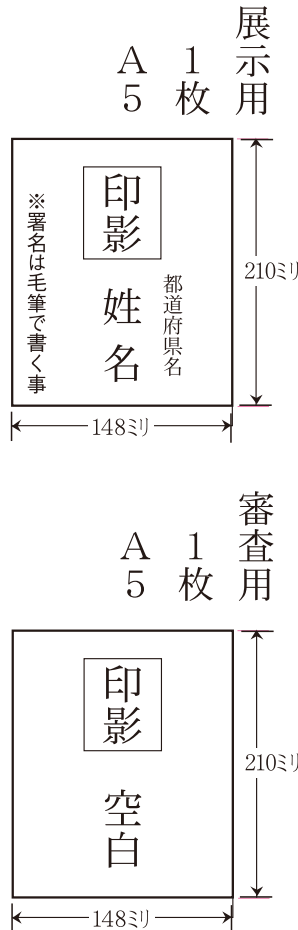 展示用
1枚
A5
印影
都道府県名
姓名
※署名は毛筆で書く事
210ミリ
148ミリ
審査用
1枚
A5
印影
空白
210ミリ
148ミリ